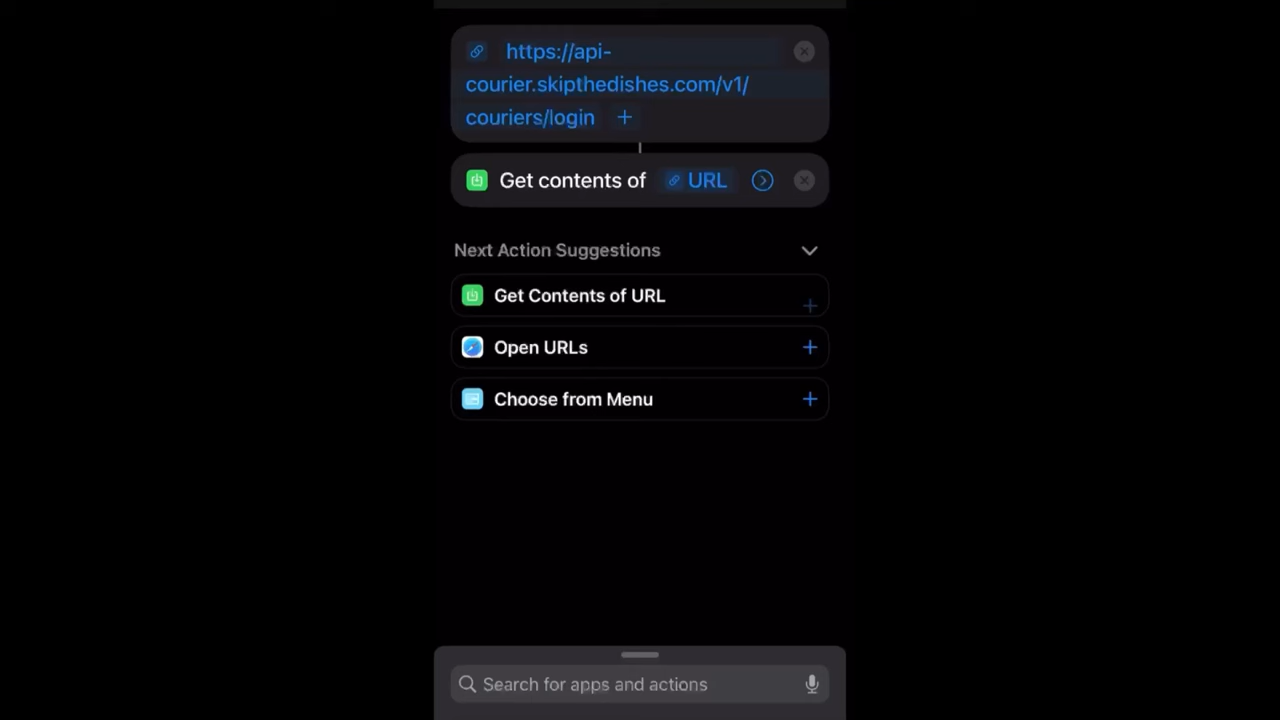 https://api-
courier.skipthedishes.com/v1/
couriers/login
Get contents of URL
Next Action Suggestions
Get Contents of URL
Open URLs
Choose from Menu
Search for apps and actions